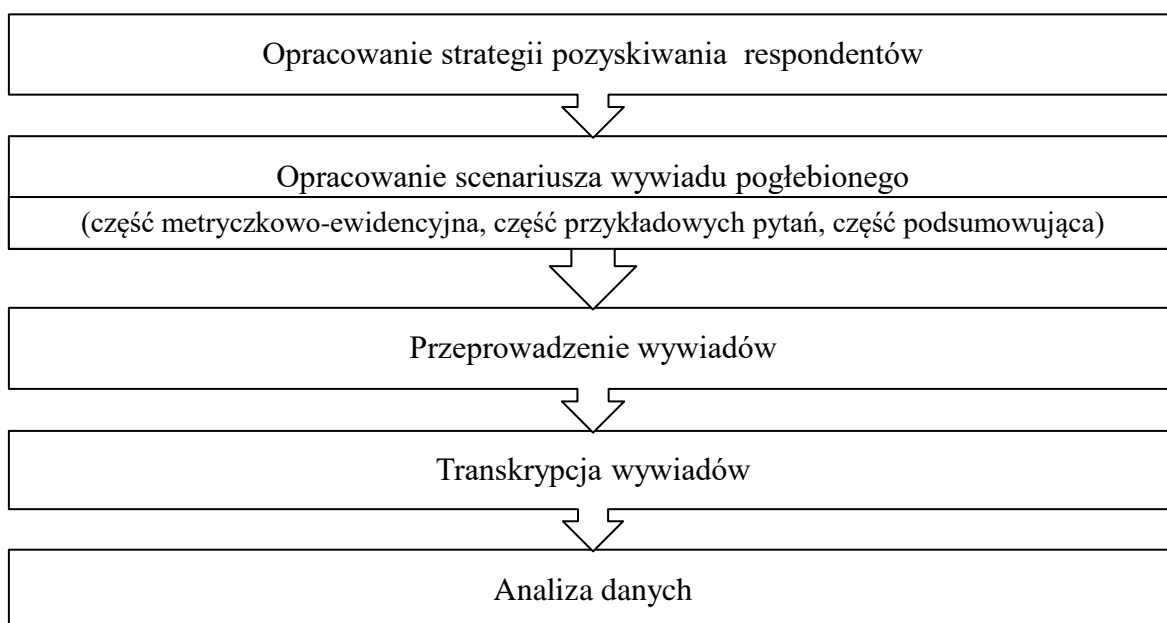 Opracowanie strategii pozyskiwania respondentów
Opracowanie scenariusza wywiadu pogłebionego
(część metryczkowo-ewidencyjna, część przykładowych pytań, część podsumowująca)
Przeprowadzenie wywiadów
Transkrypcja wywiadów
Analiza danych